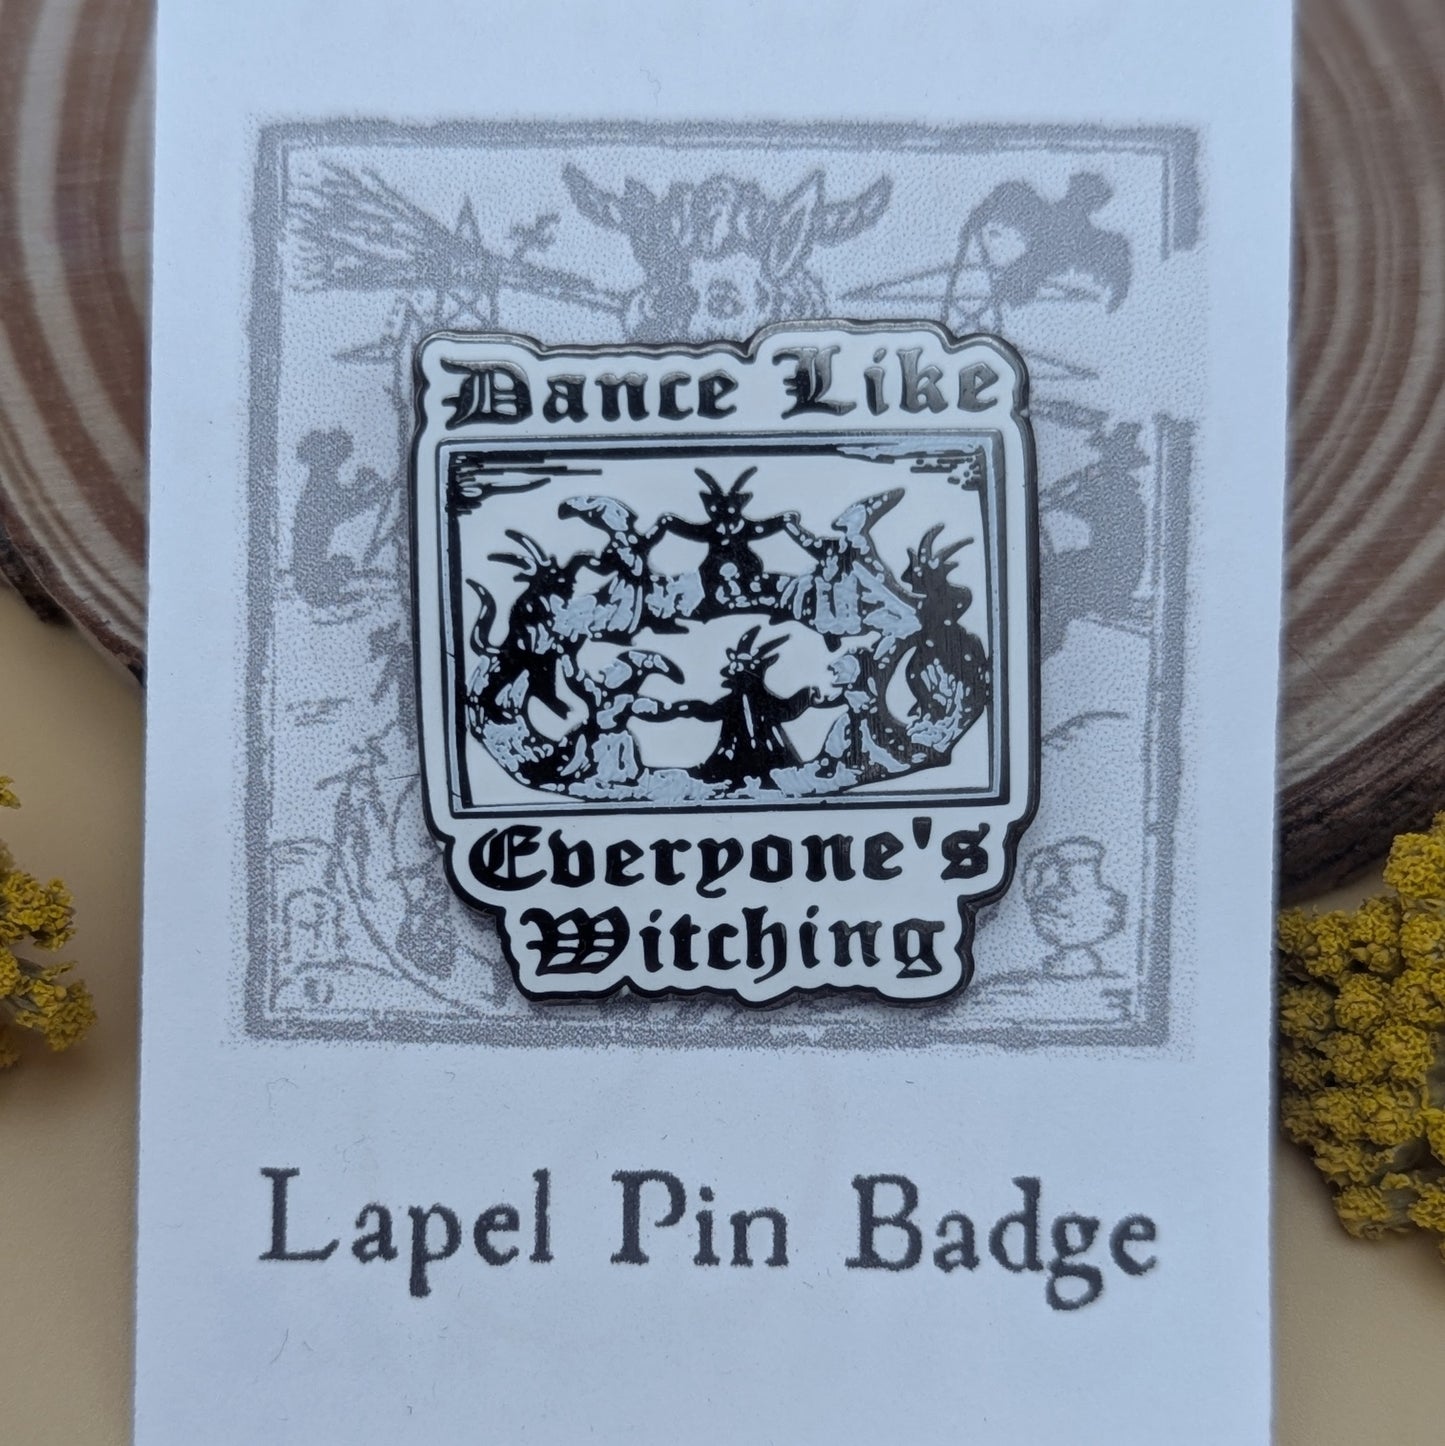 Dance Like
Everyone's
Witching
Lapel Pin Badge